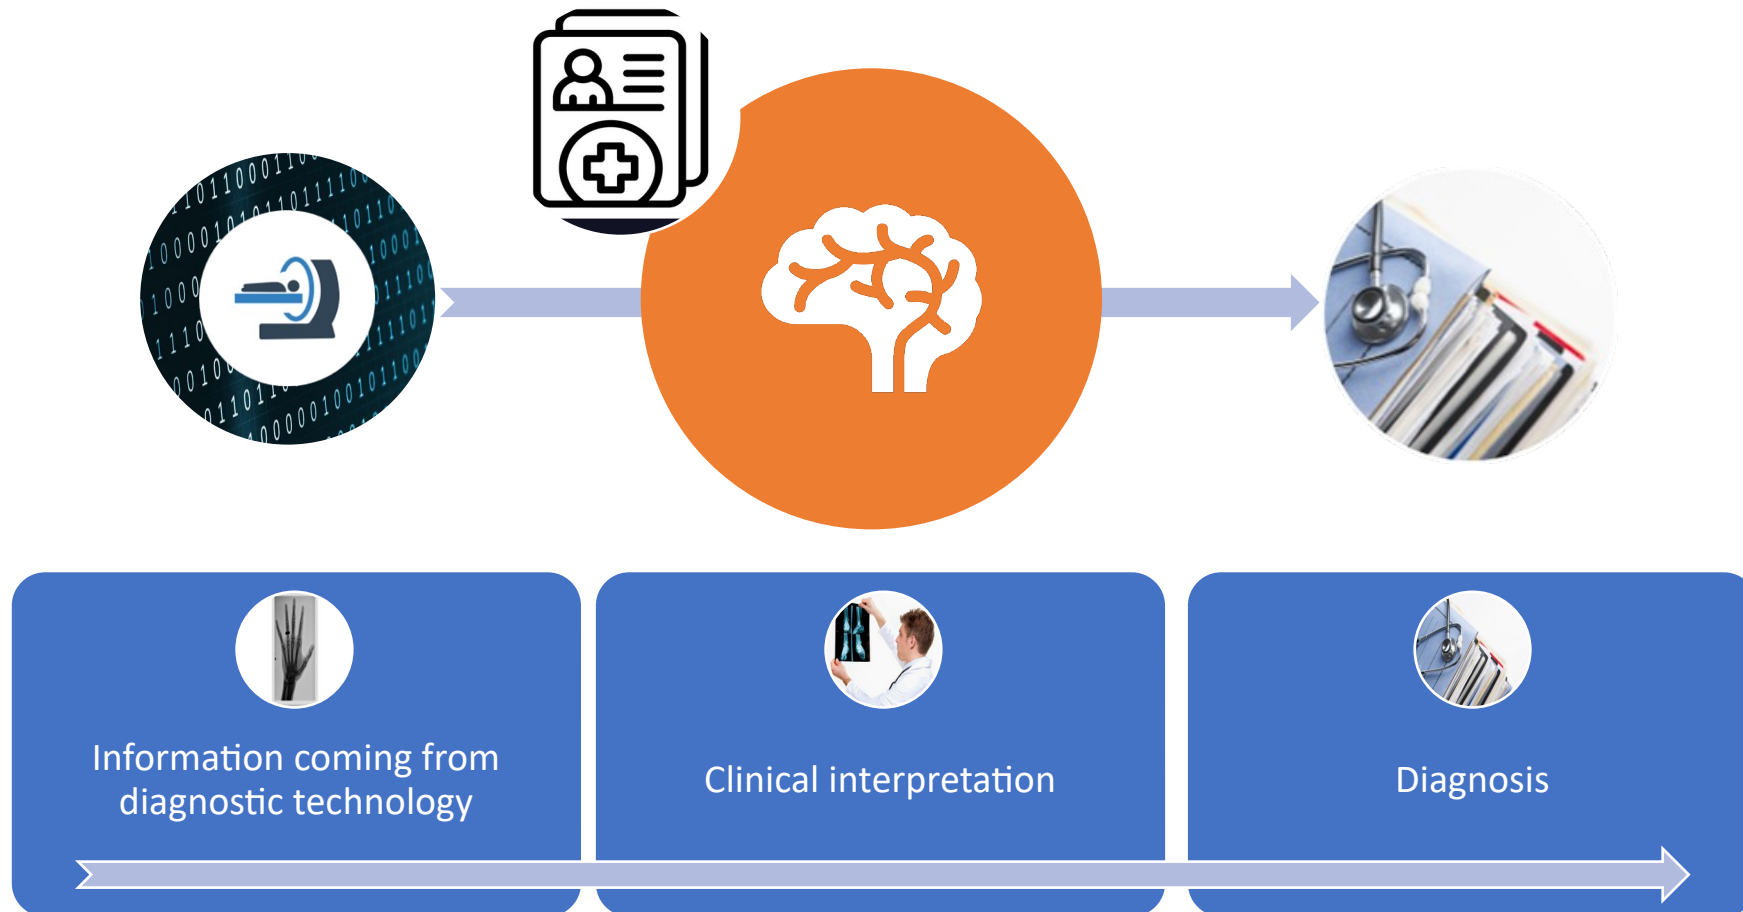 Information coming from
diagnostic technology
Clinical interpretation
Diagnosis